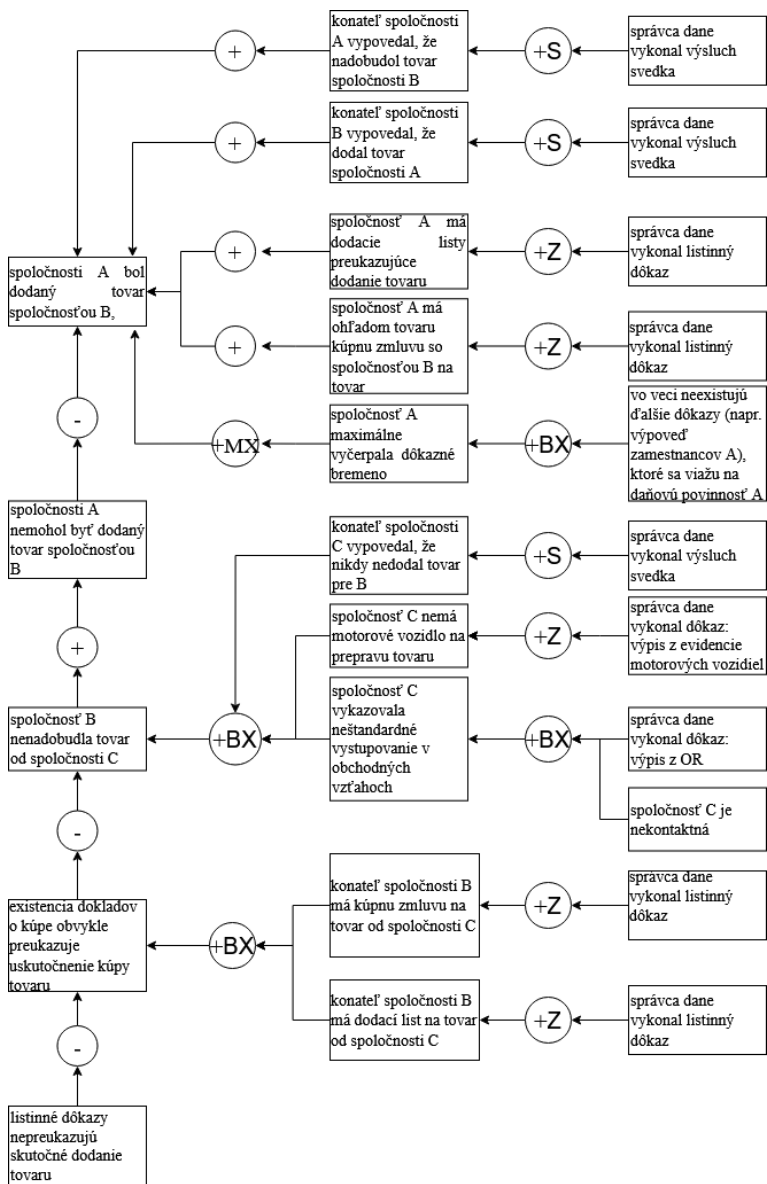 konateľ spoločnosti
A vypovedal, že
nadobudol tovar
spoločnosti B
správca dane
vykonal výsluch
svedka
+
+S
konateľ spoločnosti
B vypovedal, že
dodal tovar
spoločnosti A
správca dane
vykonal výsluch
svedka
+
+S
spoločnosť A má
dodacie listy
preukazujúce
dodanie tovaru
správca dane
vykonal listinný
dôkaz
+
+Z
spoločnosti A bol
dodaný tovar
spoločnosťou B,
spoločnosť A má
ohľadom tovaru
kúpnu zmluvu so
spoločnosťou B na
tovar
správca dane
vykonal listinný
dôkaz
+
+Z
-
spoločnosť A
maximálne
vyčerpala dôkazné
bremeno
vo veci neexistujú
ďalšie dôkazy (napr.
výpoveď
zamestnancov A),
ktoré sa viažu na
daňovú povinnosť A
+MX
+BX
spoločnosti A
nemohol byť dodaný
tovar spoločnosťou
B
konateľ spoločnosti
C vypovedal, že
nikdy nedodal tovar
pre B
správca dane
vykonal výsluch
svedka
+S
+
spoločnosť C nemá
motorové vozidlo na
prepravu tovaru
správca dane
vykonal dôkaz:
výpis z evidencie
motorových vozidiel
+Z
spoločnosť B
nenadobudla tovar
od spoločnosti C
+BX
spoločnosť C
vykazovala
neštandardné
vystupovanie v
obchodných
vzťahoch
+BX
správca dane
vykonal dôkaz:
výpis z OR
spoločnosť C je
nekontaktná
-
existencia dokladov
o kúpe obvykle
preukazuje
uskutočnenie kúpy
tovaru
+BX
konateľ spoločnosti B
má kúpnu zmluvu na
tovar od spoločnosti C
+Z
správca dane
vykonal listinný
dôkaz
konateľ spoločnosti B
má dodací list na tovar
od spoločnosti C
+Z
správca dane
vykonal listinný
dôkaz
-
listinné dôkazy
nepreukazujú
skutočné dodanie
tovaru